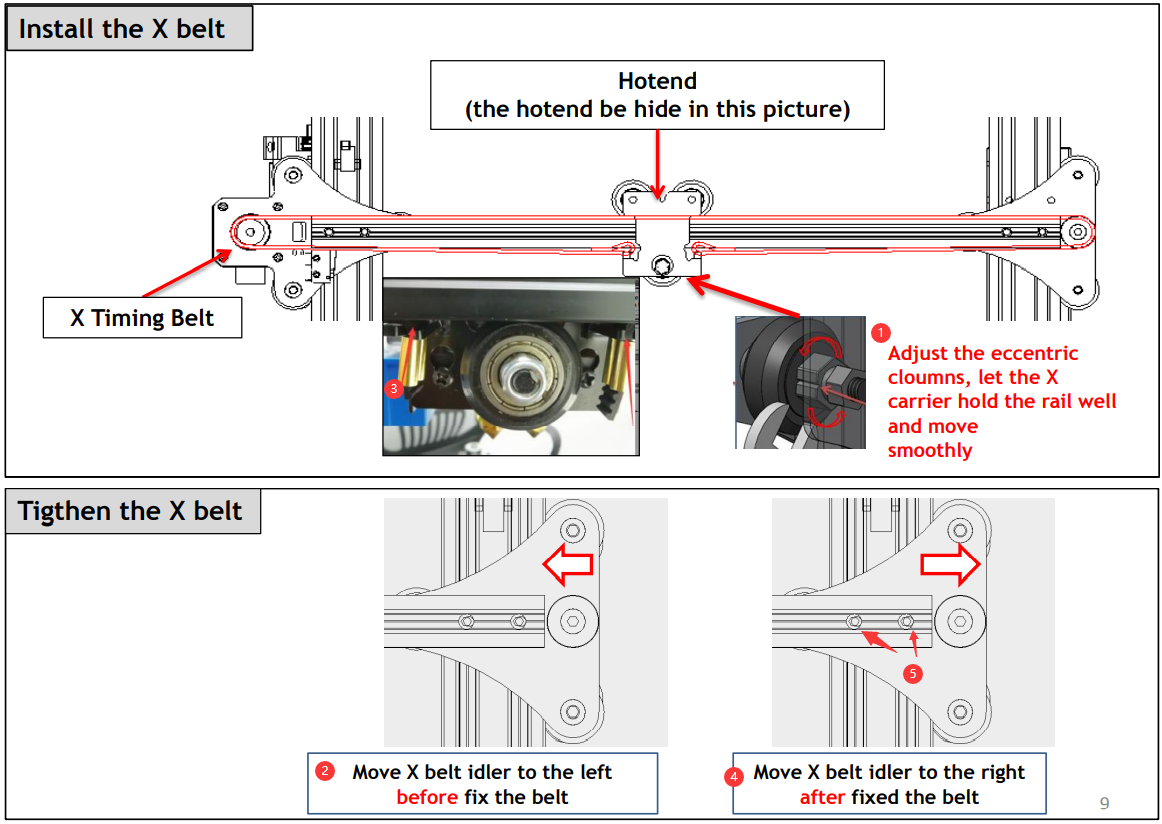 Install the X belt
Hotend
(the hotend be hide in this picture)
X Timing Belt
3
1
Adjust the eccentric
cloumns, let the X
carrier hold the rail well
and move
smoothly
Tigthen the X belt
5
2 Move X belt idler to the left
before fix the belt
4 Move X belt idler to the right
after fixed the belt
9